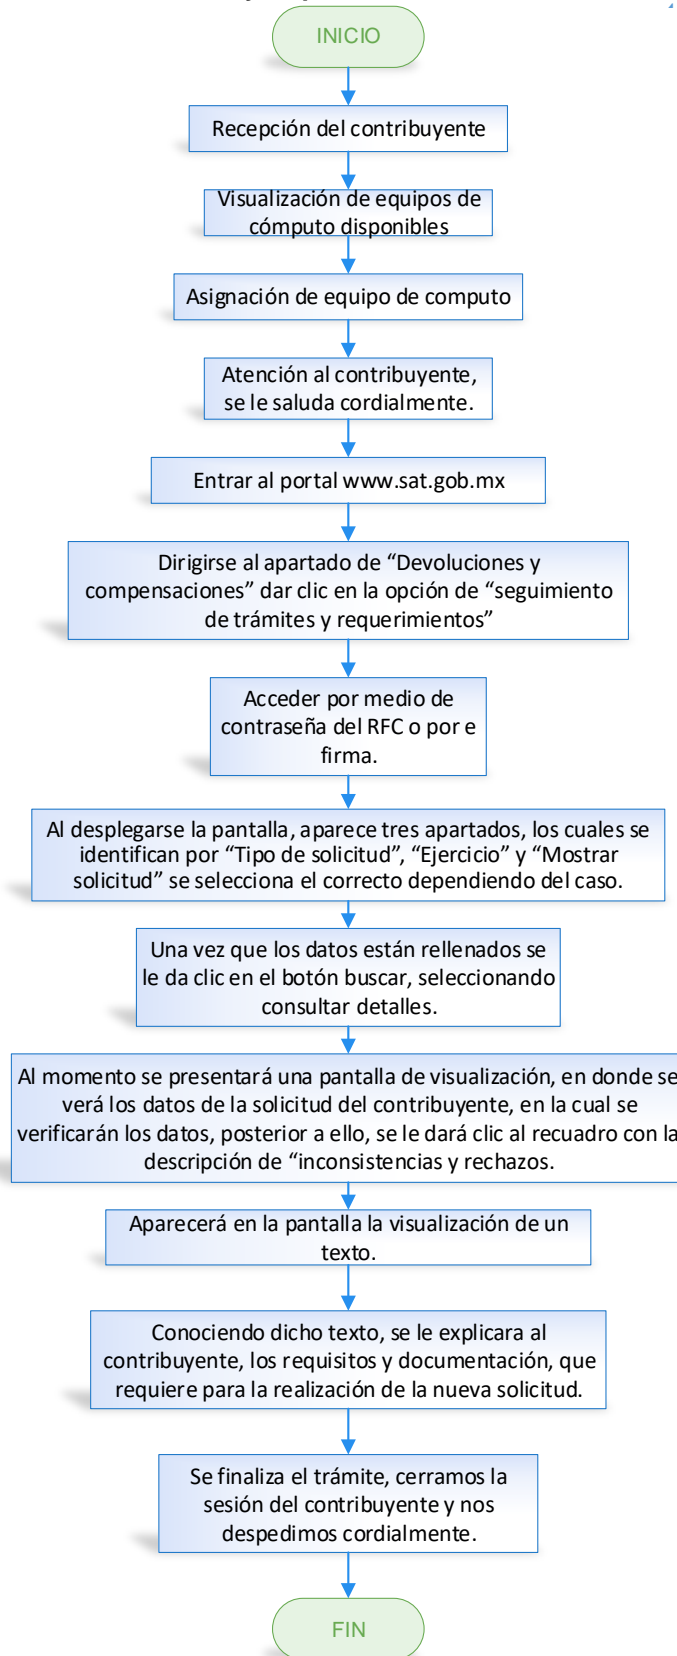 INICIO
Recepción del contribuyente
Visualización de equipos de
cómputo disponibles
Asignación de equipo de computo
Atención al contribuyente,
se le saluda cordialmente.
Entrar al portal www.sat.gob.mx
Dirigirse al apartado de “Devoluciones y
compensaciones” dar clic en la opción de “seguimiento
de trámites y requerimientos”
Acceder por medio de
contraseña del RFC o por e
firma.
Al desplegarse la pantalla, aparece tres apartados, los cuales se
identifican por “Tipo de solicitud”, “Ejercicio” y “Mostrar
solicitud” se selecciona el correcto dependiendo del caso.
Una vez que los datos están rellenados se
le da clic en el botón buscar, seleccionando
consultar detalles.
Al momento se presentará una pantalla de visualización, en donde se
verá los datos de la solicitud del contribuyente, en la cual se
verificarán los datos, posterior a ello, se le dará clic al recuadro con la
descripción de “inconsistencias y rechazos.
Aparecerá en la pantalla la visualización de un
texto.
Conociendo dicho texto, se le explicara al
contribuyente, los requisitos y documentación, que
requiere para la realización de la nueva solicitud.
Se finaliza el trámite, cerramos la
sesión del contribuyente y nos
despedimos cordialmente.
FIN